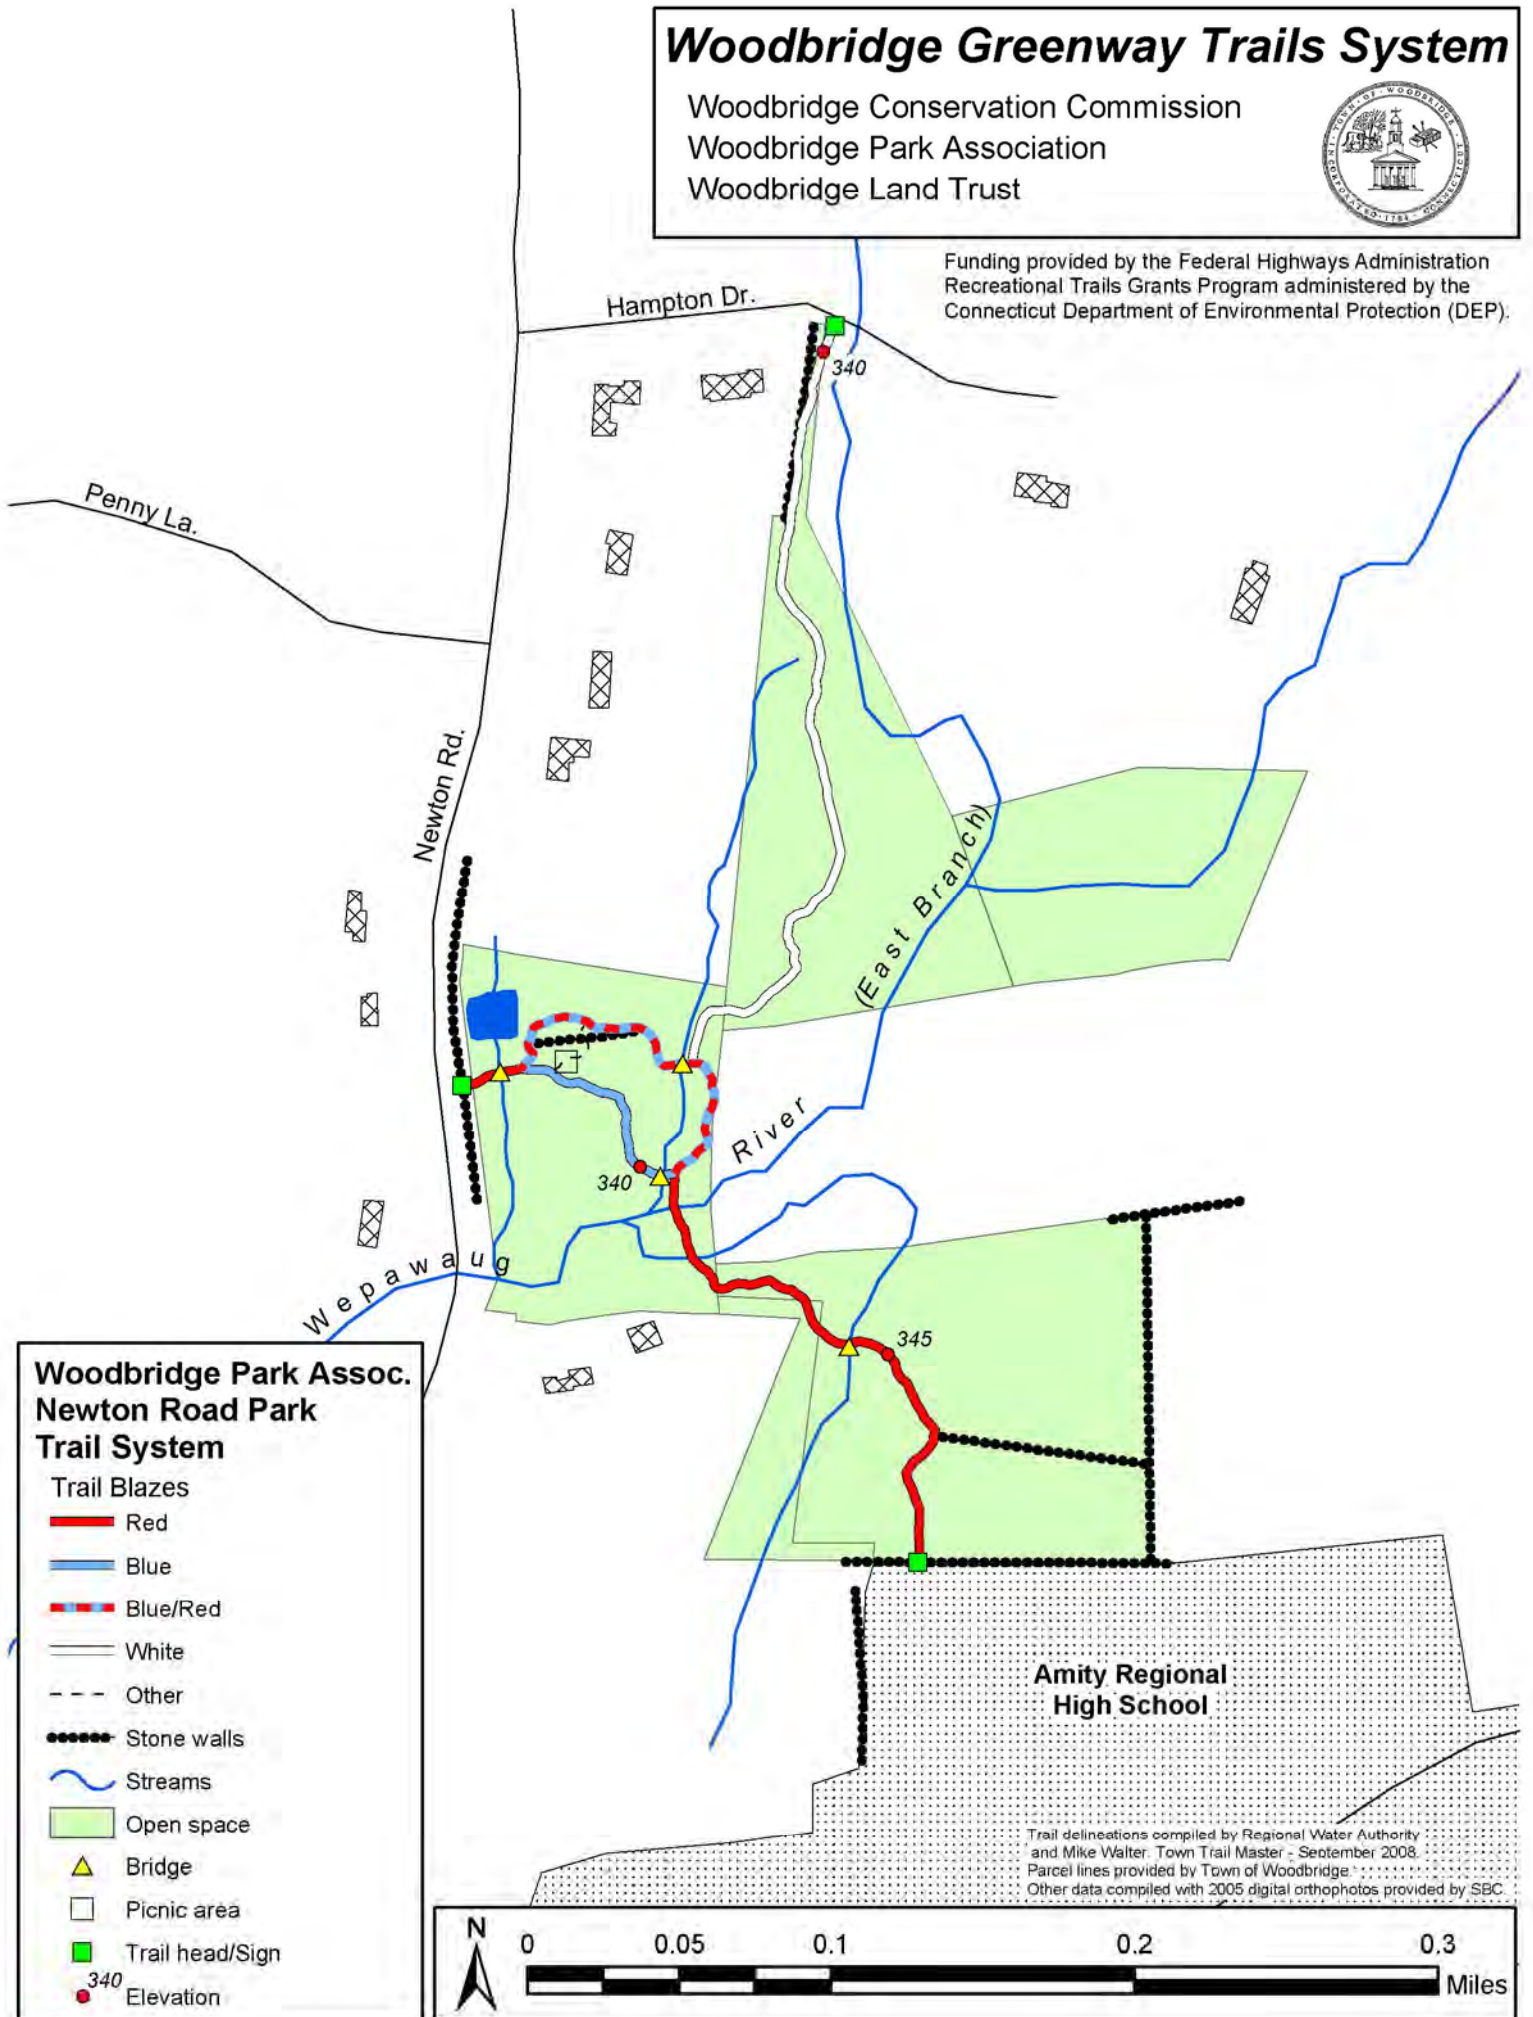 Woodbridge Greenway Trails System
Woodbridge Conservation Commission
Woodbridge Park Association
Woodbridge Land Trust
TOWN · OF · WOODBRIDGE
CONNECTICUT
INCORPORATED · 1784
Funding provided by the Federal Highways Administration
Recreational Trails Grants Program administered by the
Connecticut Department of Environmental Protection (DEP).
Hampton Dr.
340
Penny La.
Newton Rd.
(East Branch)
River
340
Wepawaug
345
Woodbridge Park Assoc.
Newton Road Park
Trail System
Trail Blazes
Red
Blue
Blue/Red
White
Other
Stone walls
Streams
Open space
Bridge
Picnic area
Trail head/Sign
340
Elevation
Amity Regional
High School
Trail delineations compiled by Regional Water Authority
and Mike Walter. Town Trail Master - September 2008.
Parcel lines provided by Town of Woodbridge.
Other data compiled with 2005 digital orthophotos provided by SBC.
N
0 0.05 0.1 0.2 0.3
Miles